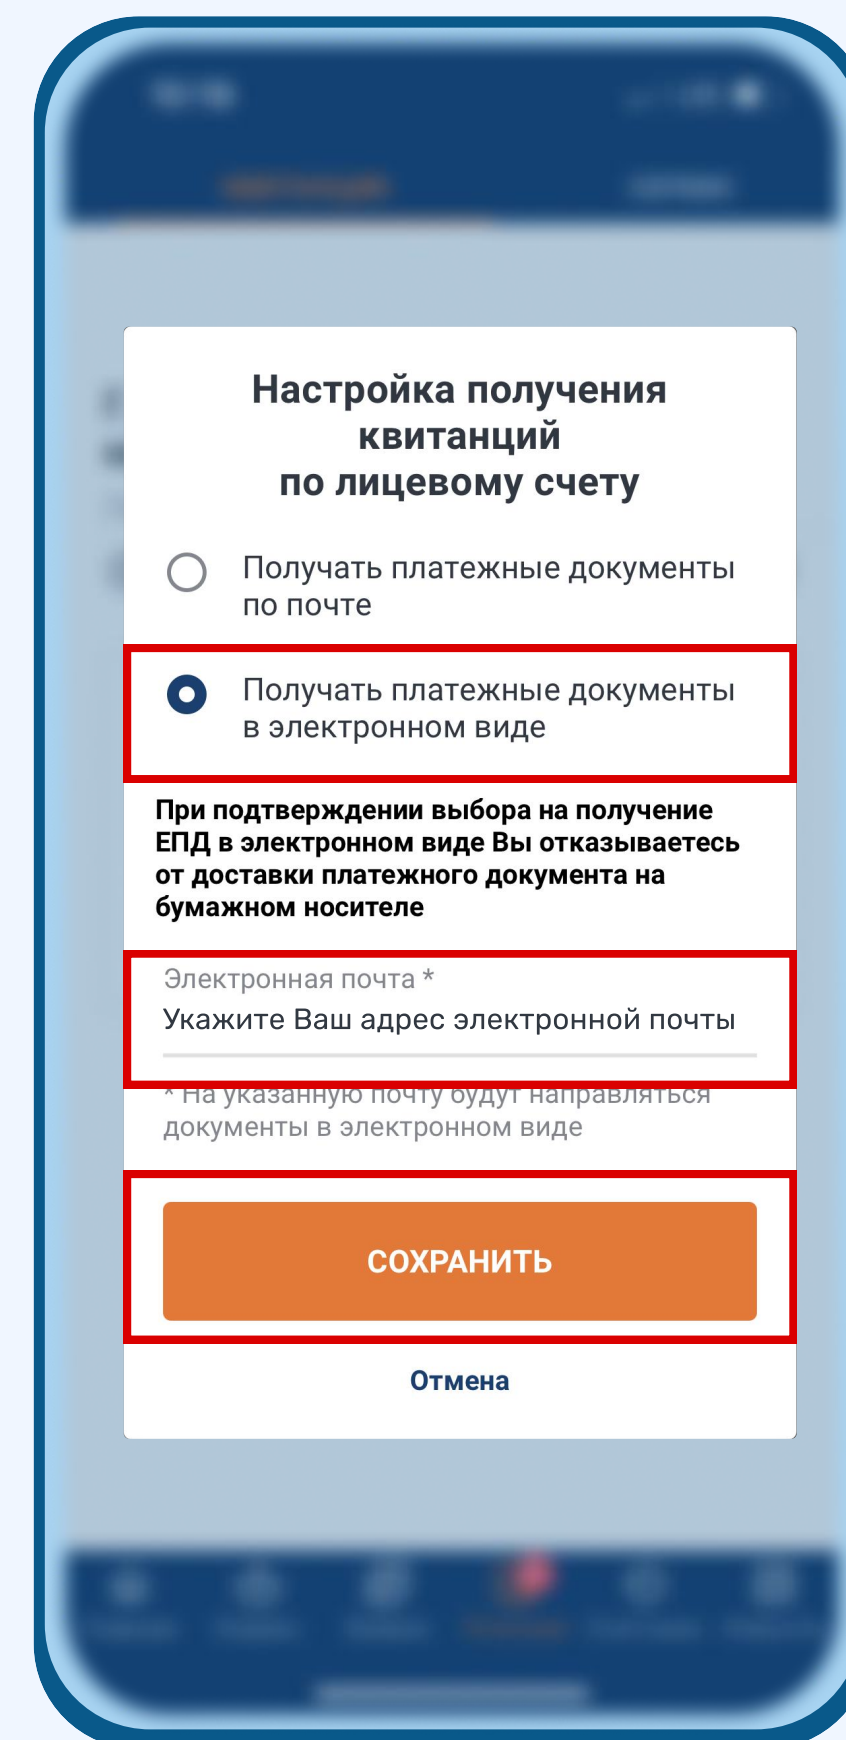 Настройка получения
квитанций
по лицевому счету
Получать платежные документы
по почте
Получать платежные документы
в электронном виде
При подтверждении выбора на получение
ЕПД в электронном виде Вы отказываетесь
от доставки платежного документа на
бумажном носителе
Электронная почта *
Укажите Ваш адрес электронной почты
* На указанную почту будут направляться
документы в электронном виде
СОХРАНИТЬ
Отмена